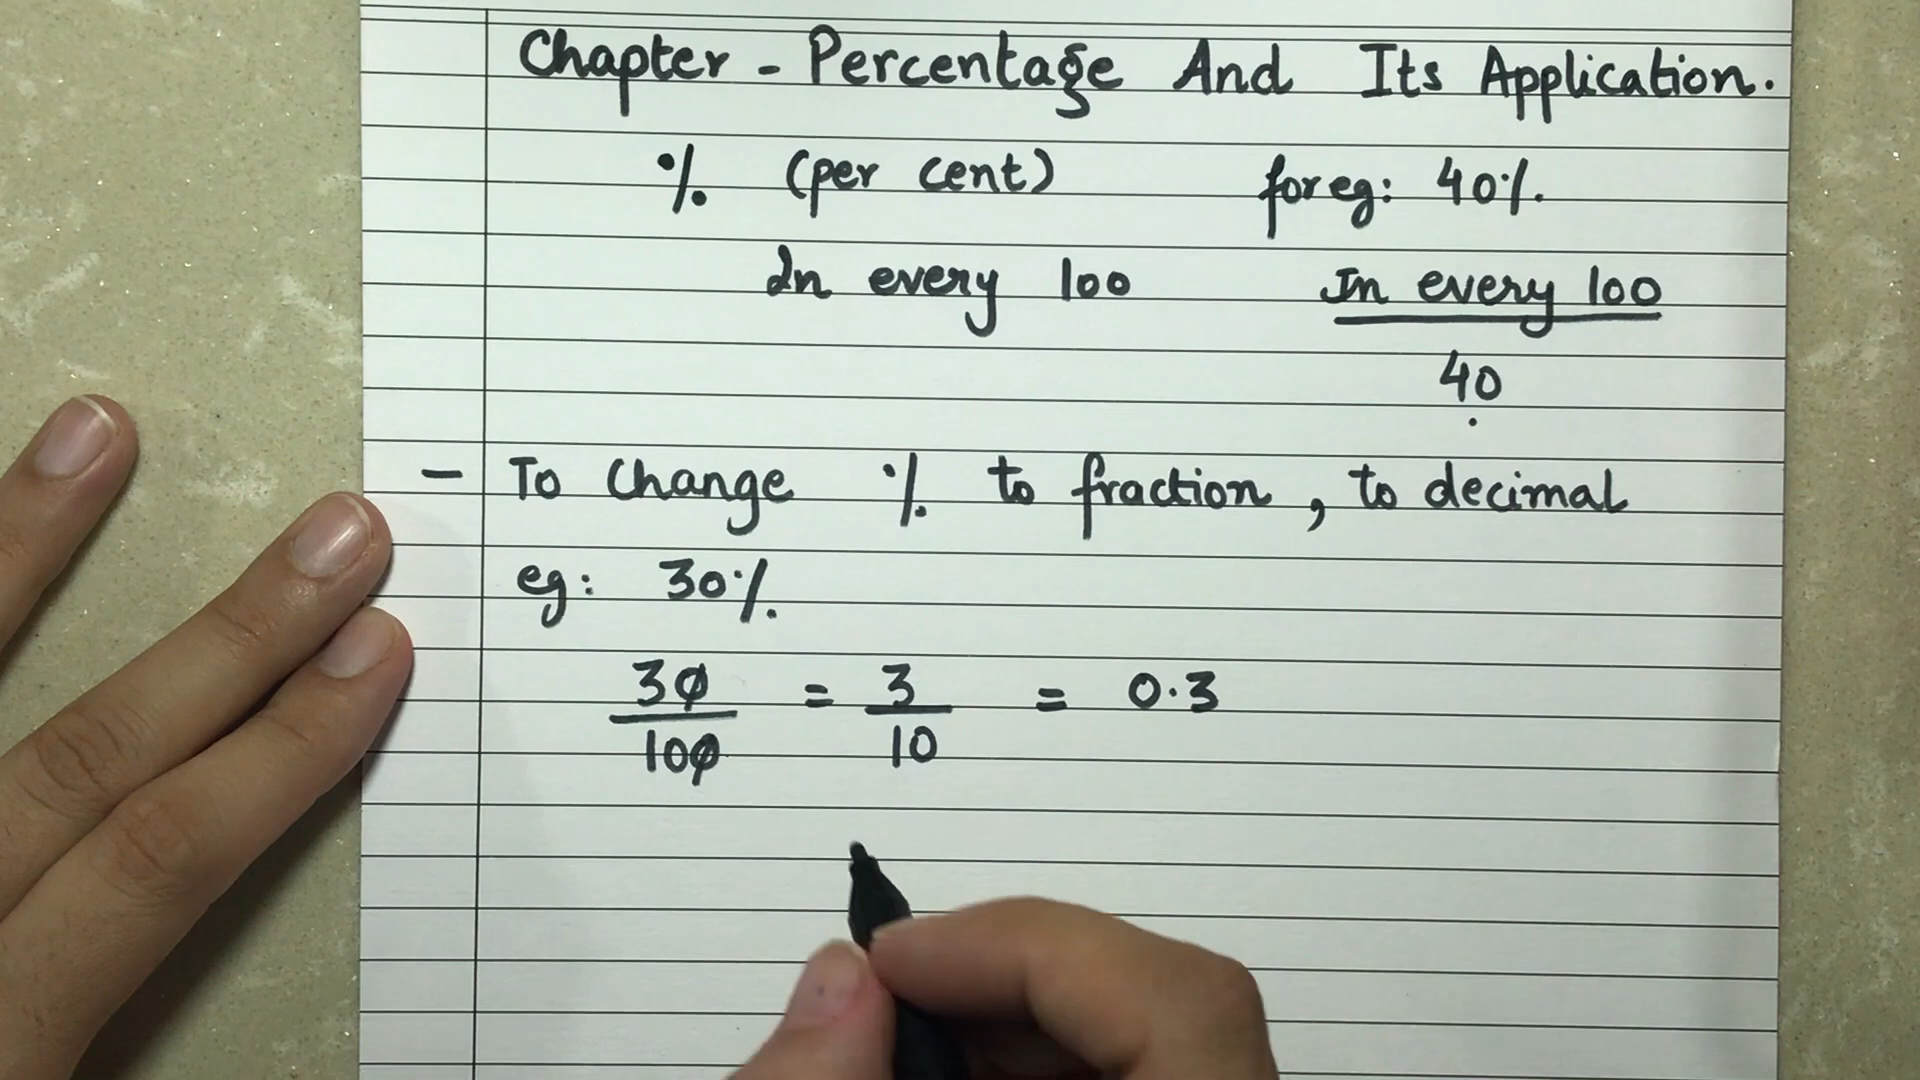 Chapter - Percentage And Its Application.
% (per cent) for eg: 40%.
In every 100 In every 100
40
- To Change % to fraction, to decimal
eg: 30%.
30/100 = 3/10 = 0.3